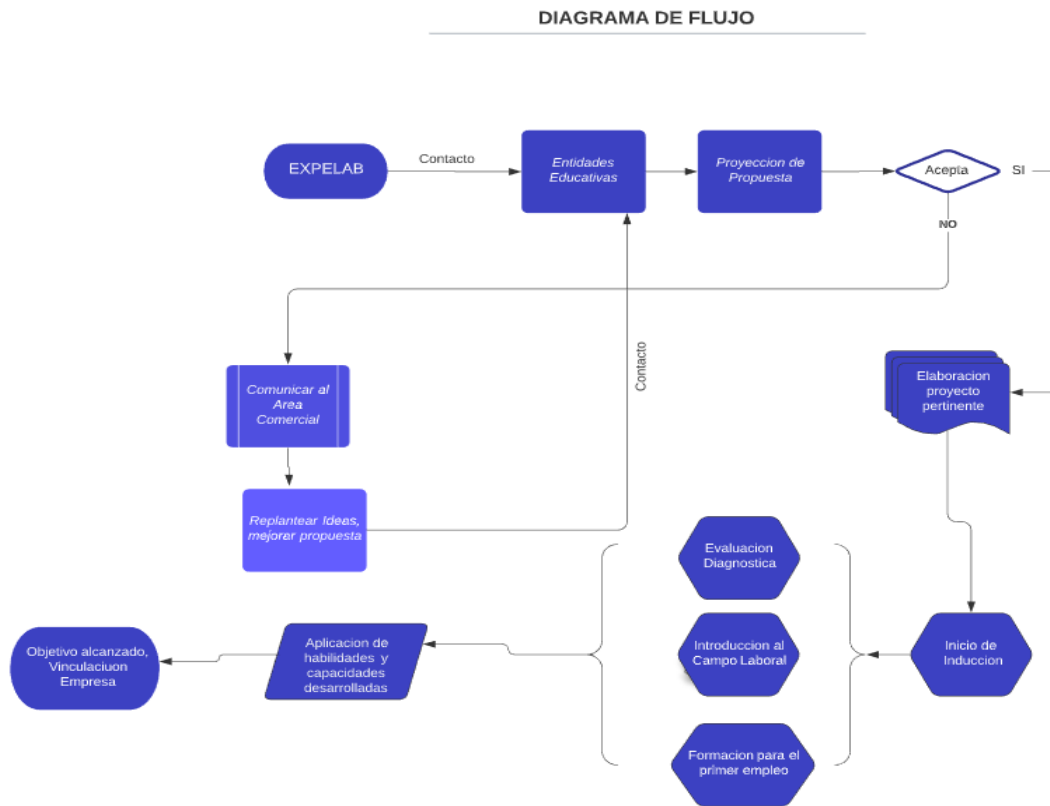 DIAGRAMA DE FLUJO
EXPELAB
Contacto
Entidades
Educativas
Proyeccion de
Propuesta
Acepla
SI
NO
Comunicar al
Area
Comercial
Replantear Ideas,
mejorar propuesta
Contacto
Elaboracion
proyecto
pertinente
Inicio de
Induccion
Evaluacion
Diagnostica
Introduccion al
Campo Laboral
Formacion para el
primer empleo
Aplicacion de
habilidades y
capacidades
desarrolladas
Objetivo alcanzado,
Vinculaciuon
Empresa